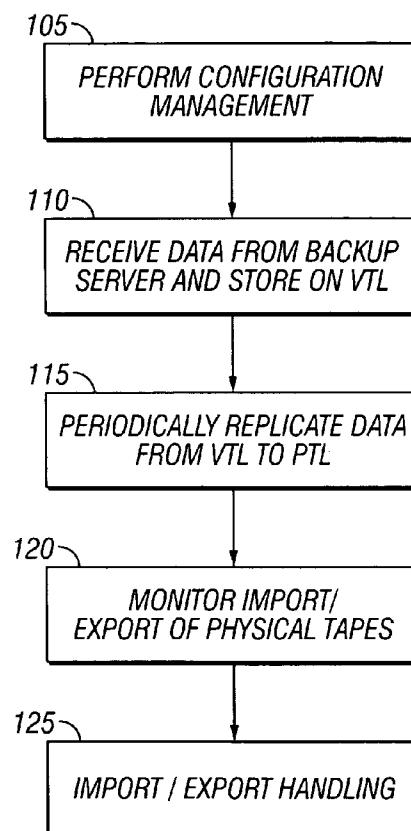 105
PERFORM CONFIGURATION
MANAGEMENT
110
RECEIVE DATA FROM BACKUP
SERVER AND STORE ON VTL
115
PERIODICALLY REPLICATE DATA
FROM VTL TO PTL
120
MONITOR IMPORT/
EXPORT OF PHYSICAL TAPES
125
IMPORT / EXPORT HANDLING